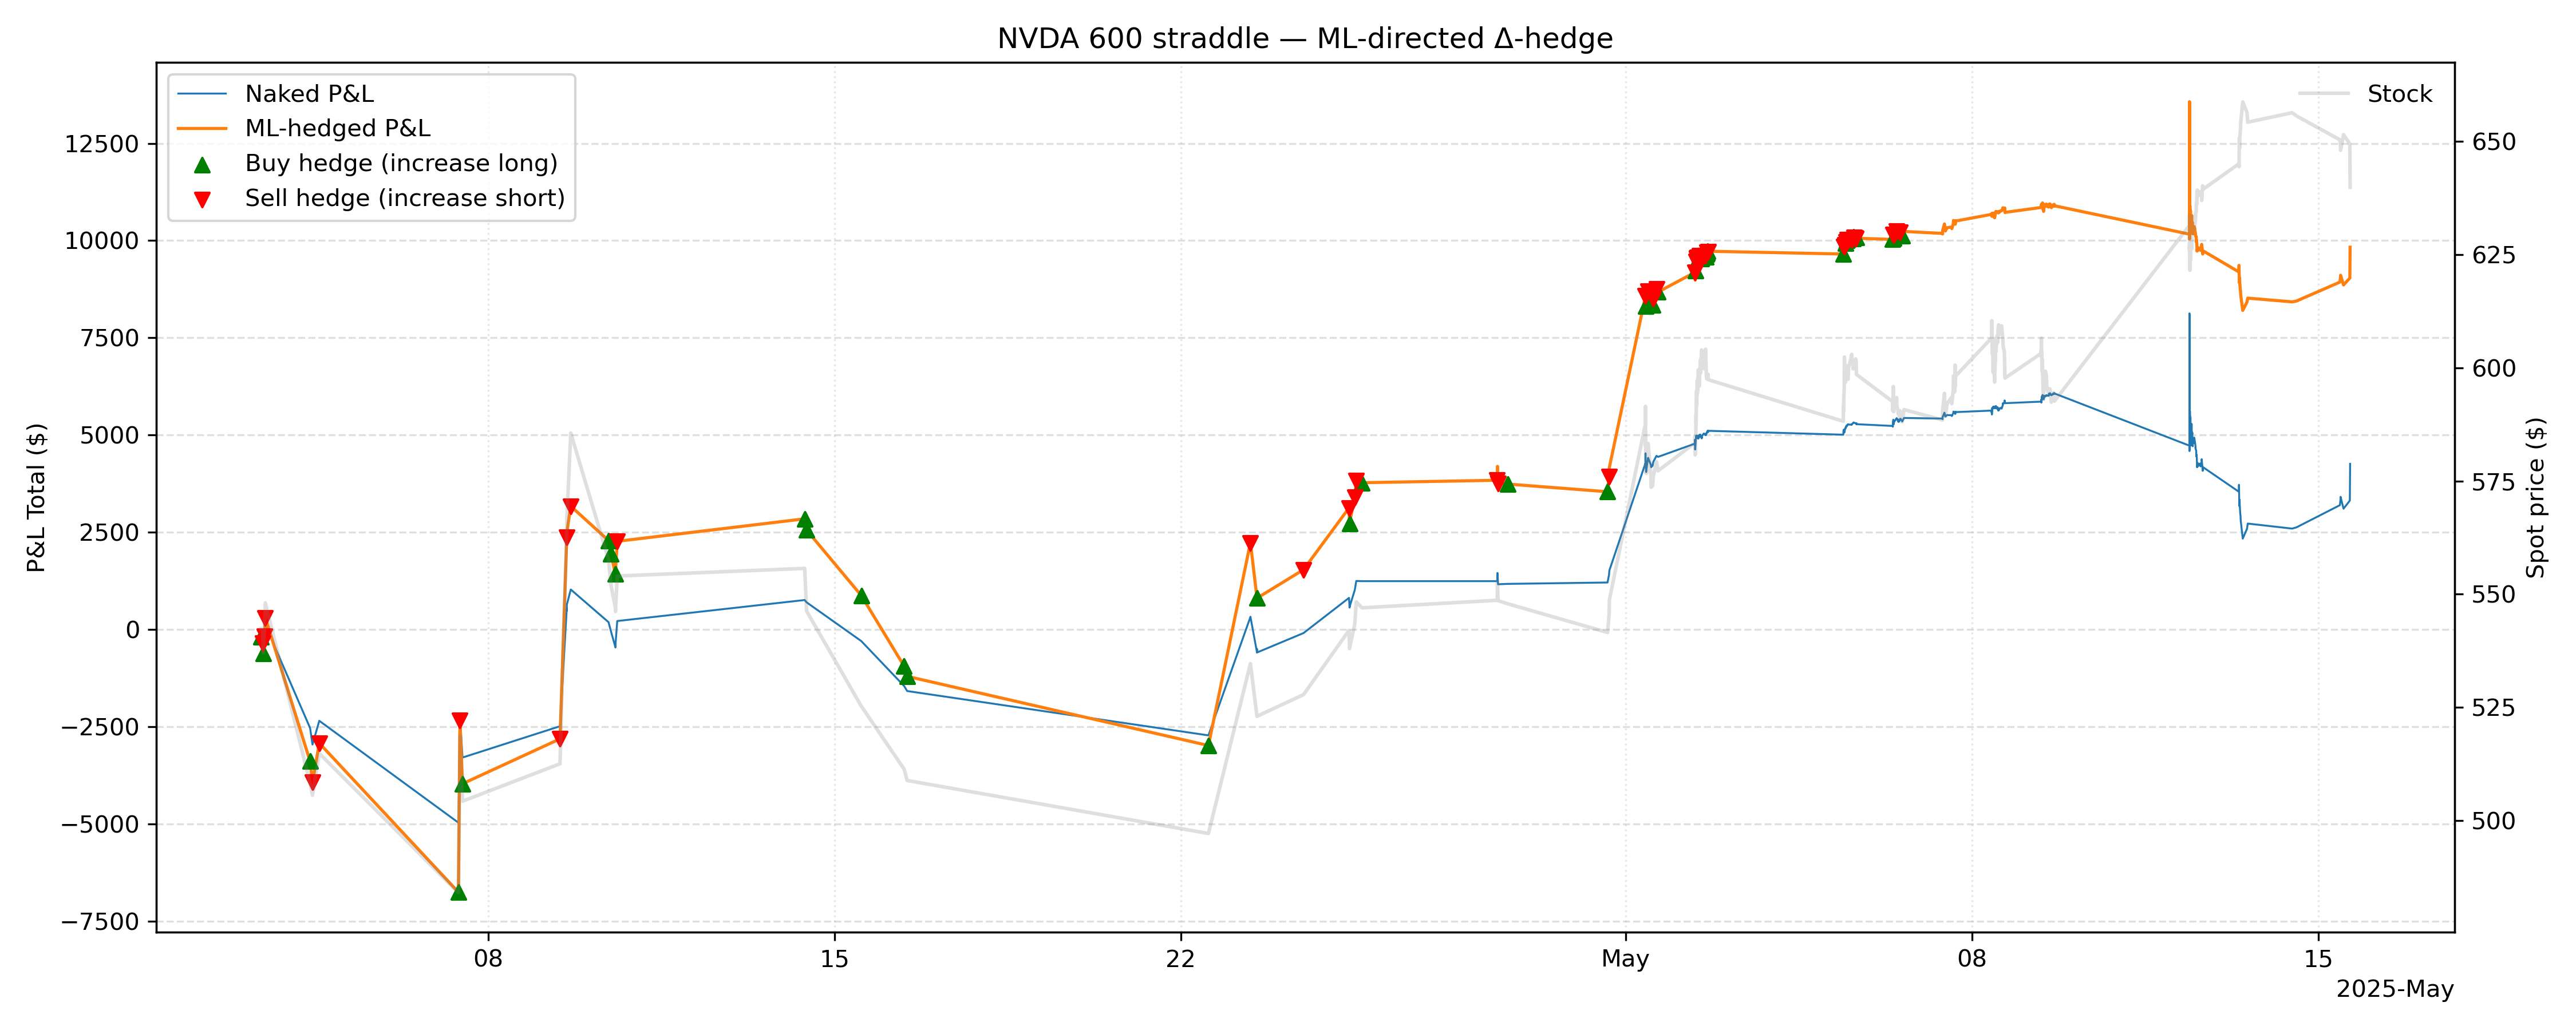 NVDA 600 straddle — ML-directed Δ-hedge
Naked P&L
ML-hedged P&L
Buy hedge (increase long)
Sell hedge (increase short)
Stock
P&L Total ($)
12500
10000
7500
5000
2500
0
−2500
−5000
−7500
650
625
600
575
550
525
500
Spot price ($)
08
15
22
May
08
15
2025-May